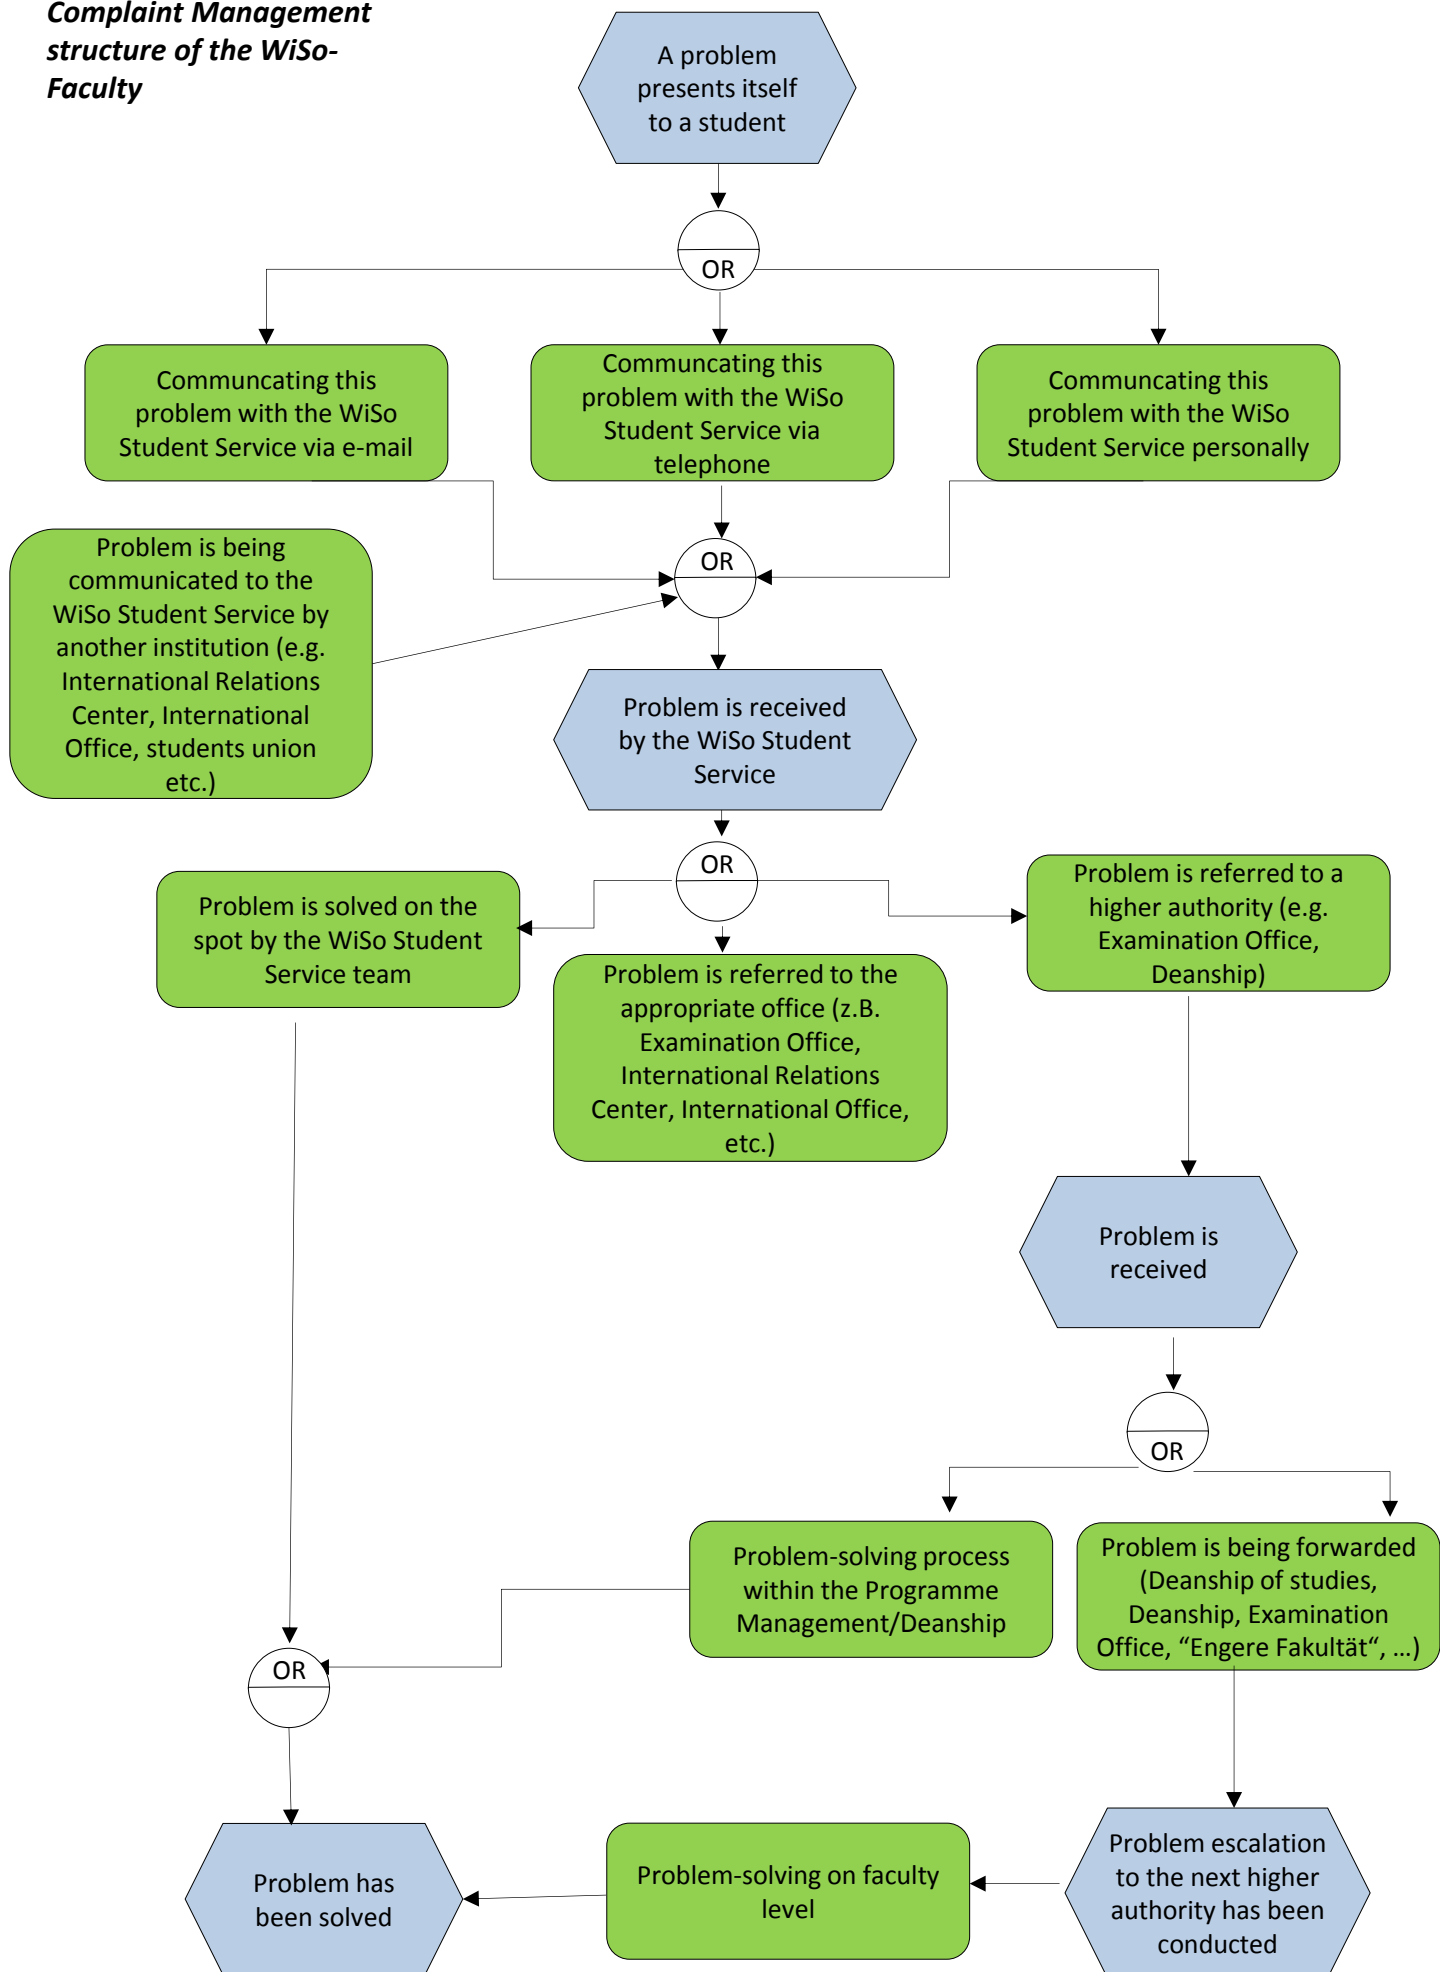 Complaint Management
structure of the WiSo-
Faculty
A problem
presents itself
to a student
OR
Communcating this
problem with the WiSo
Student Service via e-mail
Communcating this
problem with the WiSo
Student Service via
telephone
Communcating this
problem with the WiSo
Student Service personally
Problem is being
communicated to the
WiSo Student Service by
another institution (e.g.
International Relations
Center, International
Office, students union
etc.)
OR
Problem is received
by the WiSo Student
Service
OR
Problem is solved on the
spot by the WiSo Student
Service team
Problem is referred to the
appropriate office (z.B.
Examination Office,
International Relations
Center, International Office,
etc.)
Problem is referred to a
higher authority (e.g.
Examination Office,
Deanship)
Problem is
received
OR
Problem-solving process
within the Programme
Management/Deanship
Problem is being forwarded
(Deanship of studies,
Deanship, Examination
Office, “Engere Fakultät“, …)
OR
Problem has
been solved
Problem-solving on faculty
level
Problem escalation
to the next higher
authority has been
conducted